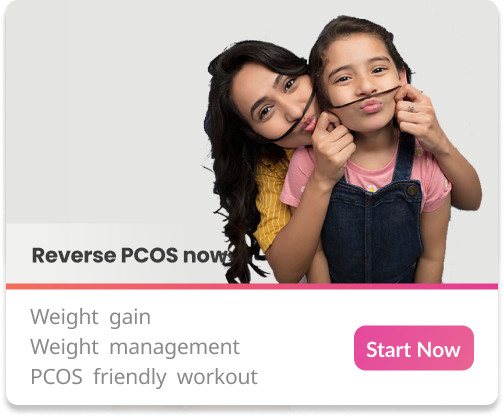 Reverse PCOS now
Weight gain
Weight management
PCOS friendly workout
Start Now